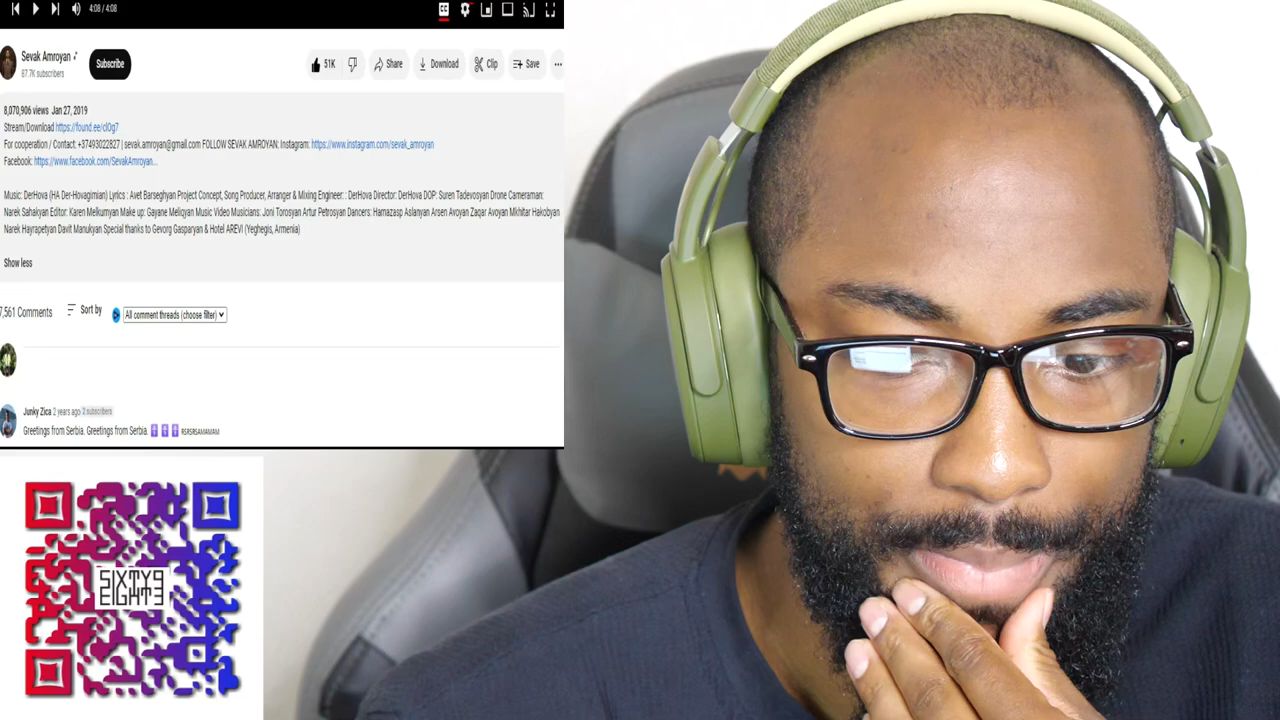 4:08 / 4:08
CC
Sevak Amroyan
87.7K subscribers
Subscribe
51K
Share
Download
Clip
Save
8,070,906 views Jan 27, 2019
Stream/Download https://found.ee/clOg7
For cooperation / Contact: +37493022827 | sevak.amroyan@gmail.com FOLLOW SEVAK AMROYAN: Instagram: https://www.instagram.com/sevak_amroyan
Facebook: https://www.facebook.com/SevakAmroyan...
Music: DerHova (HA Der-Hovagimian) Lyrics : Avet Barseghyan Project Concept, Song Producer, Arranger & Mixing Engineer: : DerHova Director: DerHova DOP: Suren Tadevosyan Drone Cameraman:
Narek Sahakyan Editor: Karen Melkumyan Make up: Gayane Meliqyan Music Video Musicians: Joni Torosyan Artur Petrosyan Dancers: Hamazasp Aslanyan Arsen Avoyan Zaqar Avoyan Mkhitar Hakobyan
Narek Hayrapetyan Davit Manukyan Special thanks to Gevorg Gasparyan & Hotel AREVI (Yeghegis, Armenia)
Show less
7,561 Comments
Sort by
All comment threads (choose filter)
Junky Zica 2 years ago 2 subscribers
Greetings from Serbia. Greetings from Serbia. RSRSRSAMAMAM
SIXTY9
EIGHT3